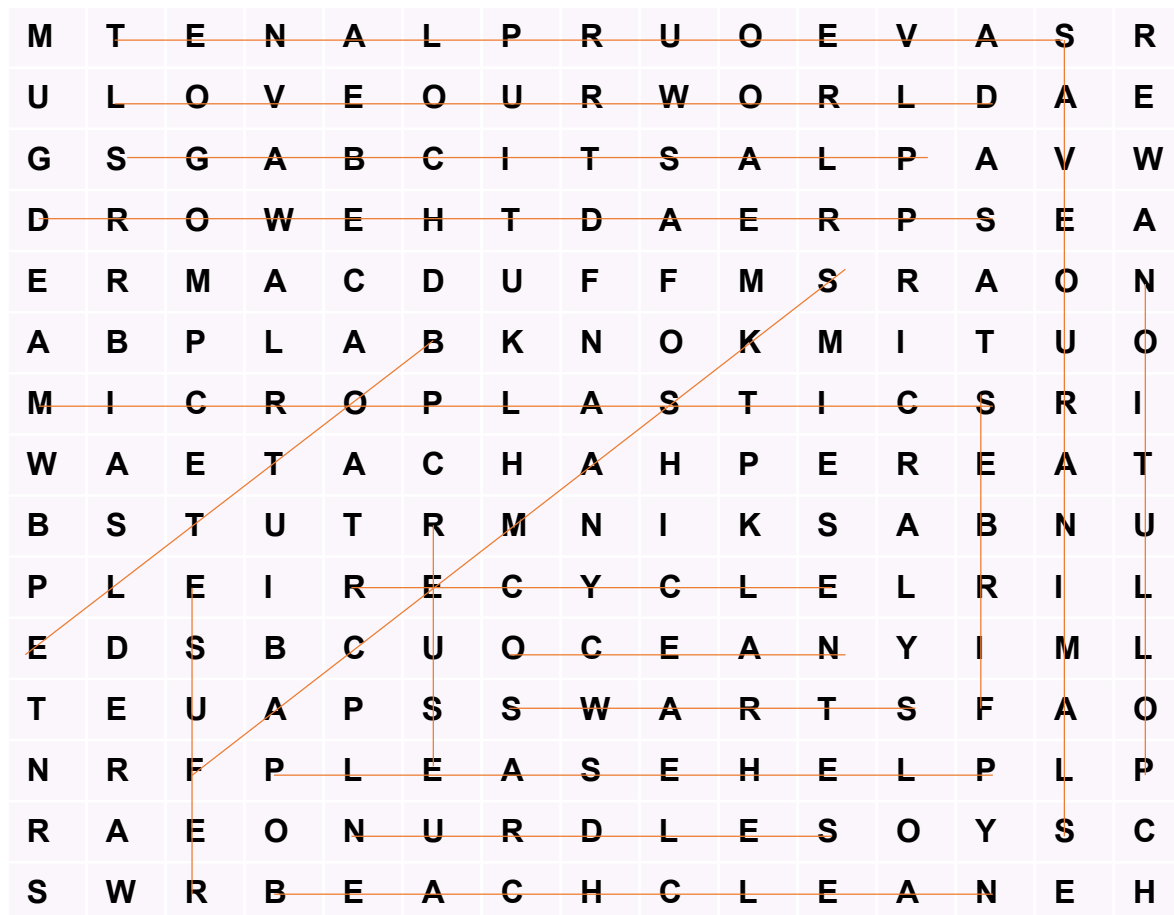 M T E N A L P R U O E V A S R
U L O V E O U R W O R L D A E
G S G A B C I T S A L P A V W
D R O W E H T D A E R P S E A
E R M A C D U F F M S R A O N
A B P L A B K N O K M I T U O
M I C R O P L A S T I C S R I
W A E T A C H A H P E R E A T
B S T U T R M N I K S A B N U
P L E I R E C Y C L E L R I L
E D S B C U O C E A N Y I M L
T E U A P S S W A R T S F A O
N R F P L E A S E H E L P L P
R A E O N U R D L E S O Y S C
S W R B E A C H C L E A N E H